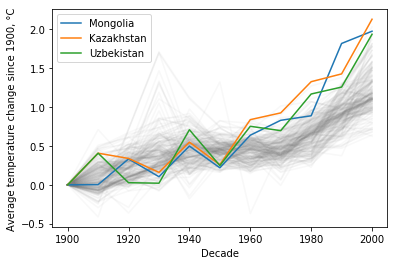 Mongolia
Kazakhstan
Uzbekistan
Average temperature change since 1900, °C
2.0
1.5
1.0
0.5
0.0
−0.5
1900 1920 1940 1960 1980 2000
Decade